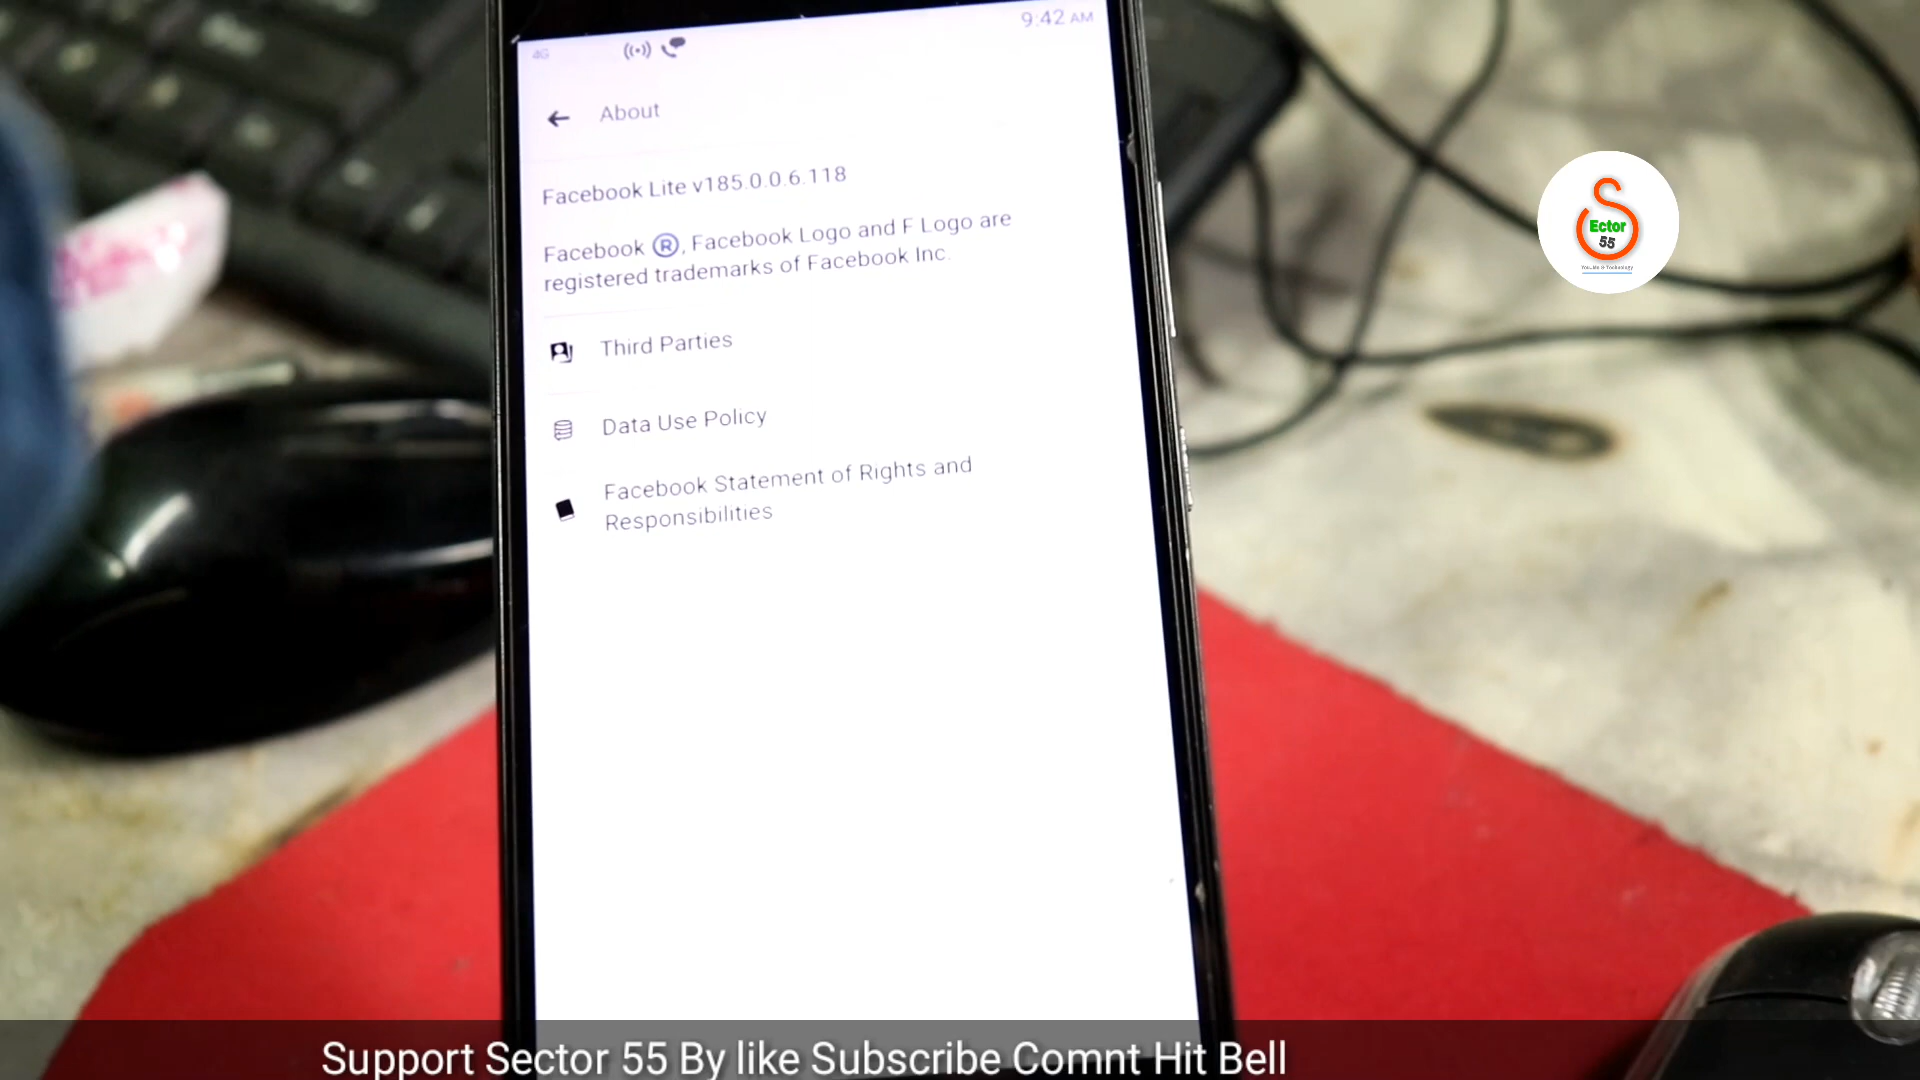 4G
9:42 AM
About
Facebook Lite v185.0.0.6.118
Facebook ®, Facebook Logo and F Logo are
registered trademarks of Facebook Inc.
Third Parties
Data Use Policy
Facebook Statement of Rights and
Responsibilities
S
Ector
55
Support Sector 55 By like Subscribe Comnt Hit Bell